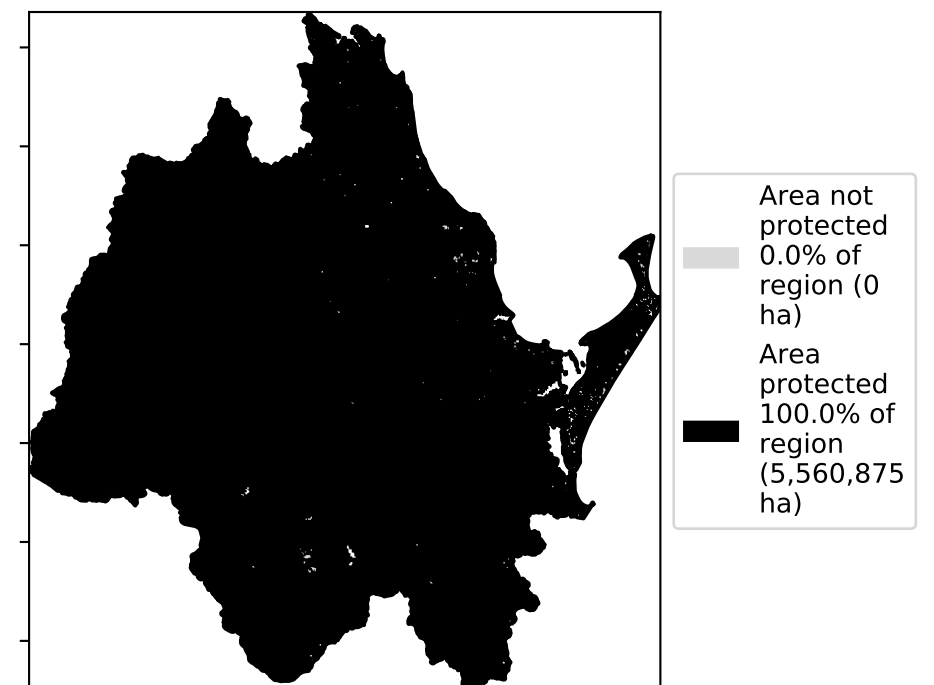 Area not
protected
0.0% of
region (0
ha)
Area
protected
100.0% of
region
(5,560,875
ha)